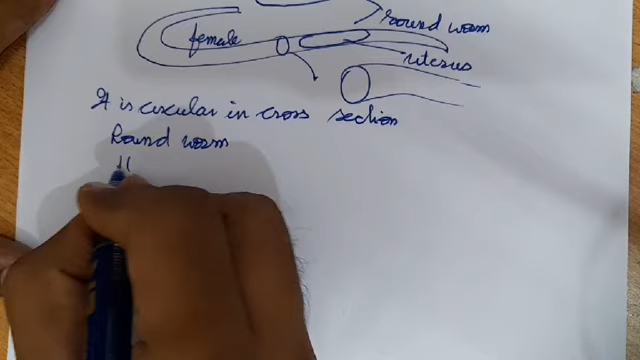 round worm
female
uterus
It is circular in cross section
Round worm